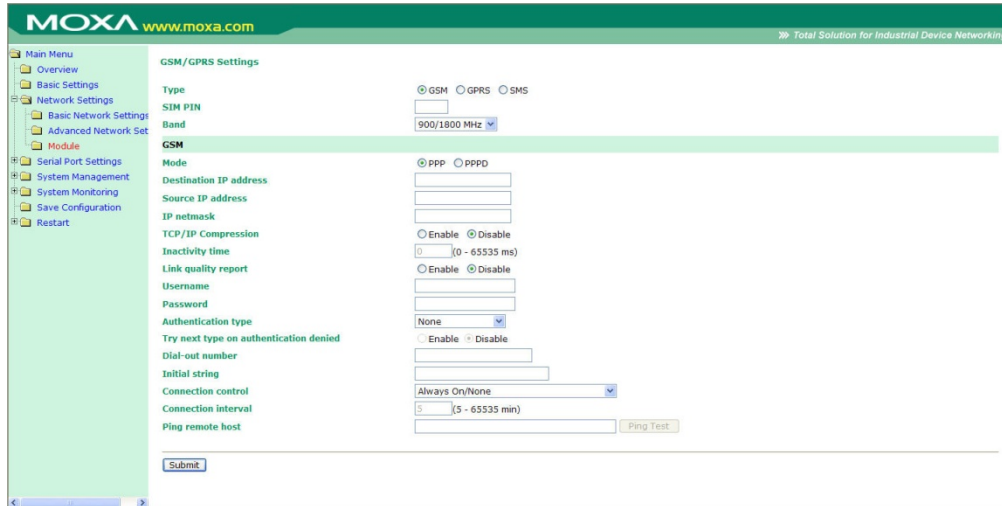 MOXA www.moxa.com
Total Solution for Industrial Device Networkin
Main Menu
Overview
Basic Settings
Network Settings
Basic Network Settings
Advanced Network Set
Module
Serial Port Settings
System Management
System Monitoring
Save Configuration
Restart
GSM/GPRS Settings
Type GSM GPRS SMS
SIM PIN
Band 900/1800 MHz
GSM
Mode PPP PPPD
Destination IP address
Source IP address
IP netmask
TCP/IP Compression Enable Disable
Inactivity time 0 (0 - 65535 ms)
Link quality report Enable Disable
Username
Password
Authentication type None
Try next type on authentication denied Enable Disable
Dial-out number
Initial string
Connection control Always On/None
Connection interval 5 (5 - 65535 min)
Ping remote host Ping Test
Submit